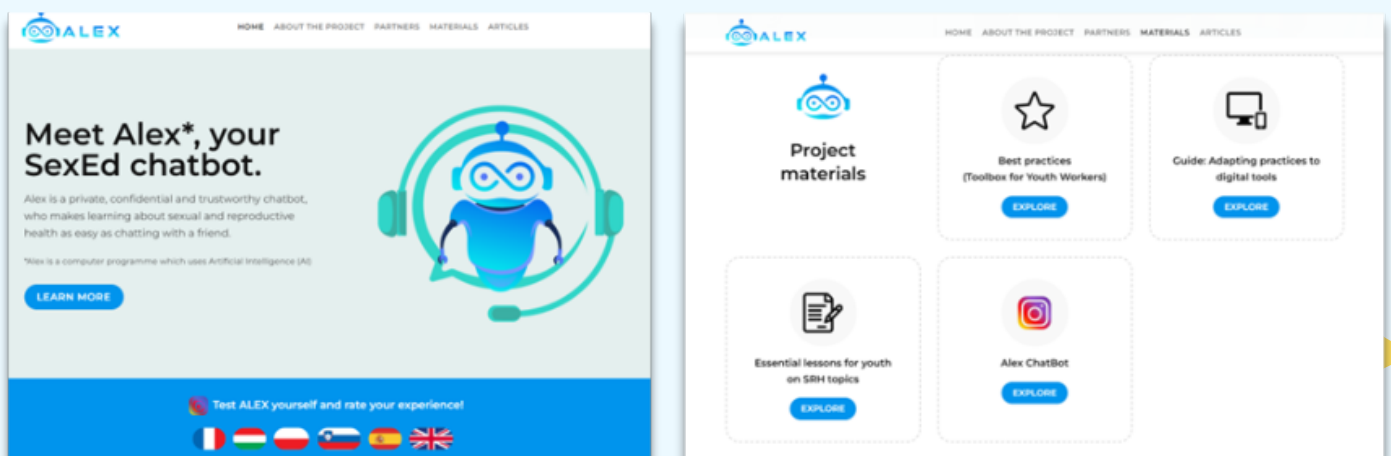 ALEX
HOME ABOUT THE PROJECT PARTNERS MATERIALS ARTICLES
Meet Alex*, your
SexEd chatbot.
Alex is a private, confidential and trustworthy chatbot,
who makes learning about sexual and reproductive
health as easy as chatting with a friend.
*Alex is a computer programme which uses Artificial Intelligence (AI)
LEARN MORE
Test ALEX yourself and rate your experience!
ALEX
HOME ABOUT THE PROJECT PARTNERS MATERIALS ARTICLES
Project
materials
Best practices
(Toolbox for Youth Workers)
EXPLORE
Guide: Adapting practices to
digital tools
EXPLORE
Essential lessons for youth
on SRH topics
EXPLORE
Alex ChatBot
EXPLORE